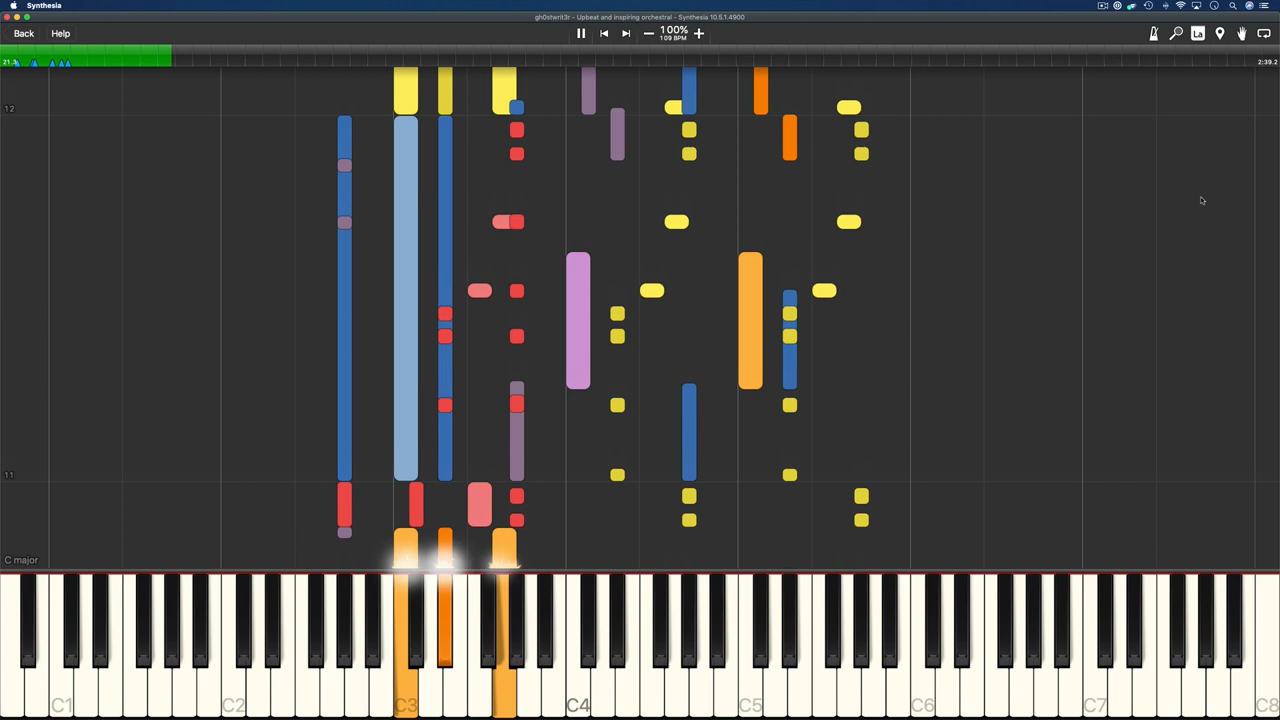 Synthesia
gh0stwrit3r - Upbeat and inspiring orchestral - Synthesia 10.5.1.4900
Back Help 100% La
109 BPM
2:39.2
12
11
C major
C1 C2 C3 C4 C5 C6 C7 C8